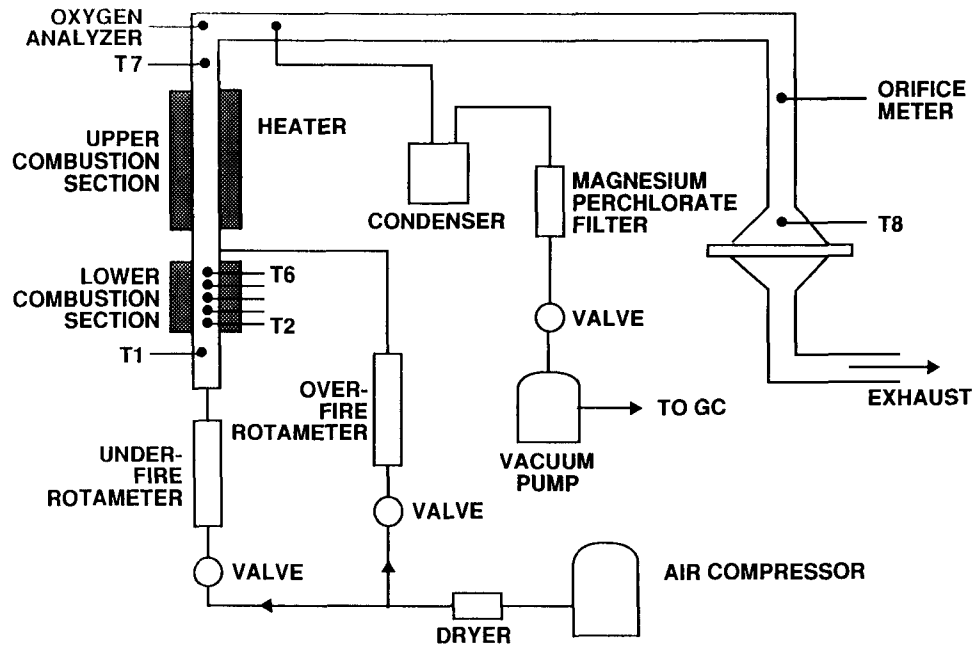 OXYGEN
ANALYZER
T7
ORIFICE
METER
UPPER
COMBUSTION
SECTION
HEATER
MAGNESIUM
PERCHLORATE
FILTER
CONDENSER
T8
LOWER
COMBUSTION
SECTION
T6
T2
T1
VALVE
OVER-
FIRE
ROTAMETER
EXHAUST
TO GC
VACUUM
PUMP
UNDER-
FIRE
ROTAMETER
VALVE
VALVE
AIR COMPRESSOR
DRYER